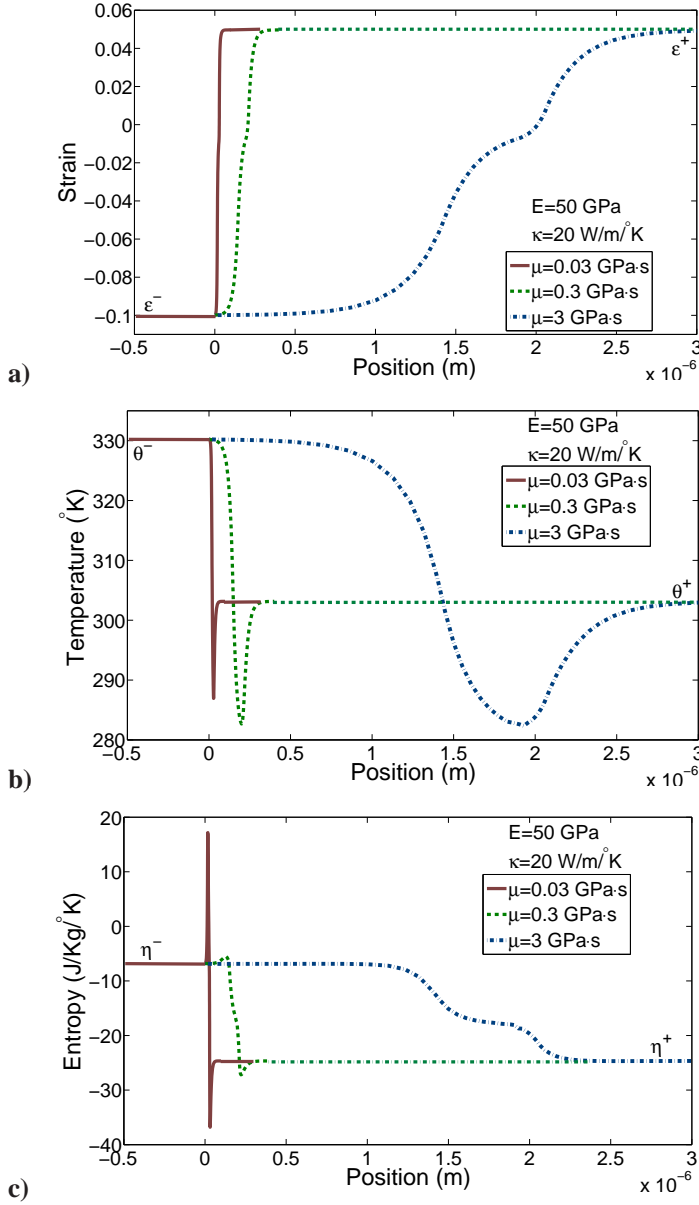 0.06
0.04
0.02
0
−0.02
−0.04
−0.06
−0.08
−0.1
Strain
ε+
ε−
E=50 GPa
κ=20 W/m/°K
μ=0.03 GPa·s
μ=0.3 GPa·s
μ=3 GPa·s
−0.5 0 0.5 1 1.5 2 2.5 3
Position (m)
x 10−6
a)
330
320
310
300
290
280
Temperature (°K)
θ−
θ+
E=50 GPa
κ=20 W/m/°K
μ=0.03 GPa·s
μ=0.3 GPa·s
μ=3 GPa·s
−0.5 0 0.5 1 1.5 2 2.5 3
Position (m)
x 10−6
b)
20
10
0
−10
−20
−30
−40
Entropy (J/Kg/°K)
η−
η+
E=50 GPa
κ=20 W/m/°K
μ=0.03 GPa·s
μ=0.3 GPa·s
μ=3 GPa·s
−0.5 0 0.5 1 1.5 2 2.5 3
Position (m)
x 10−6
c)